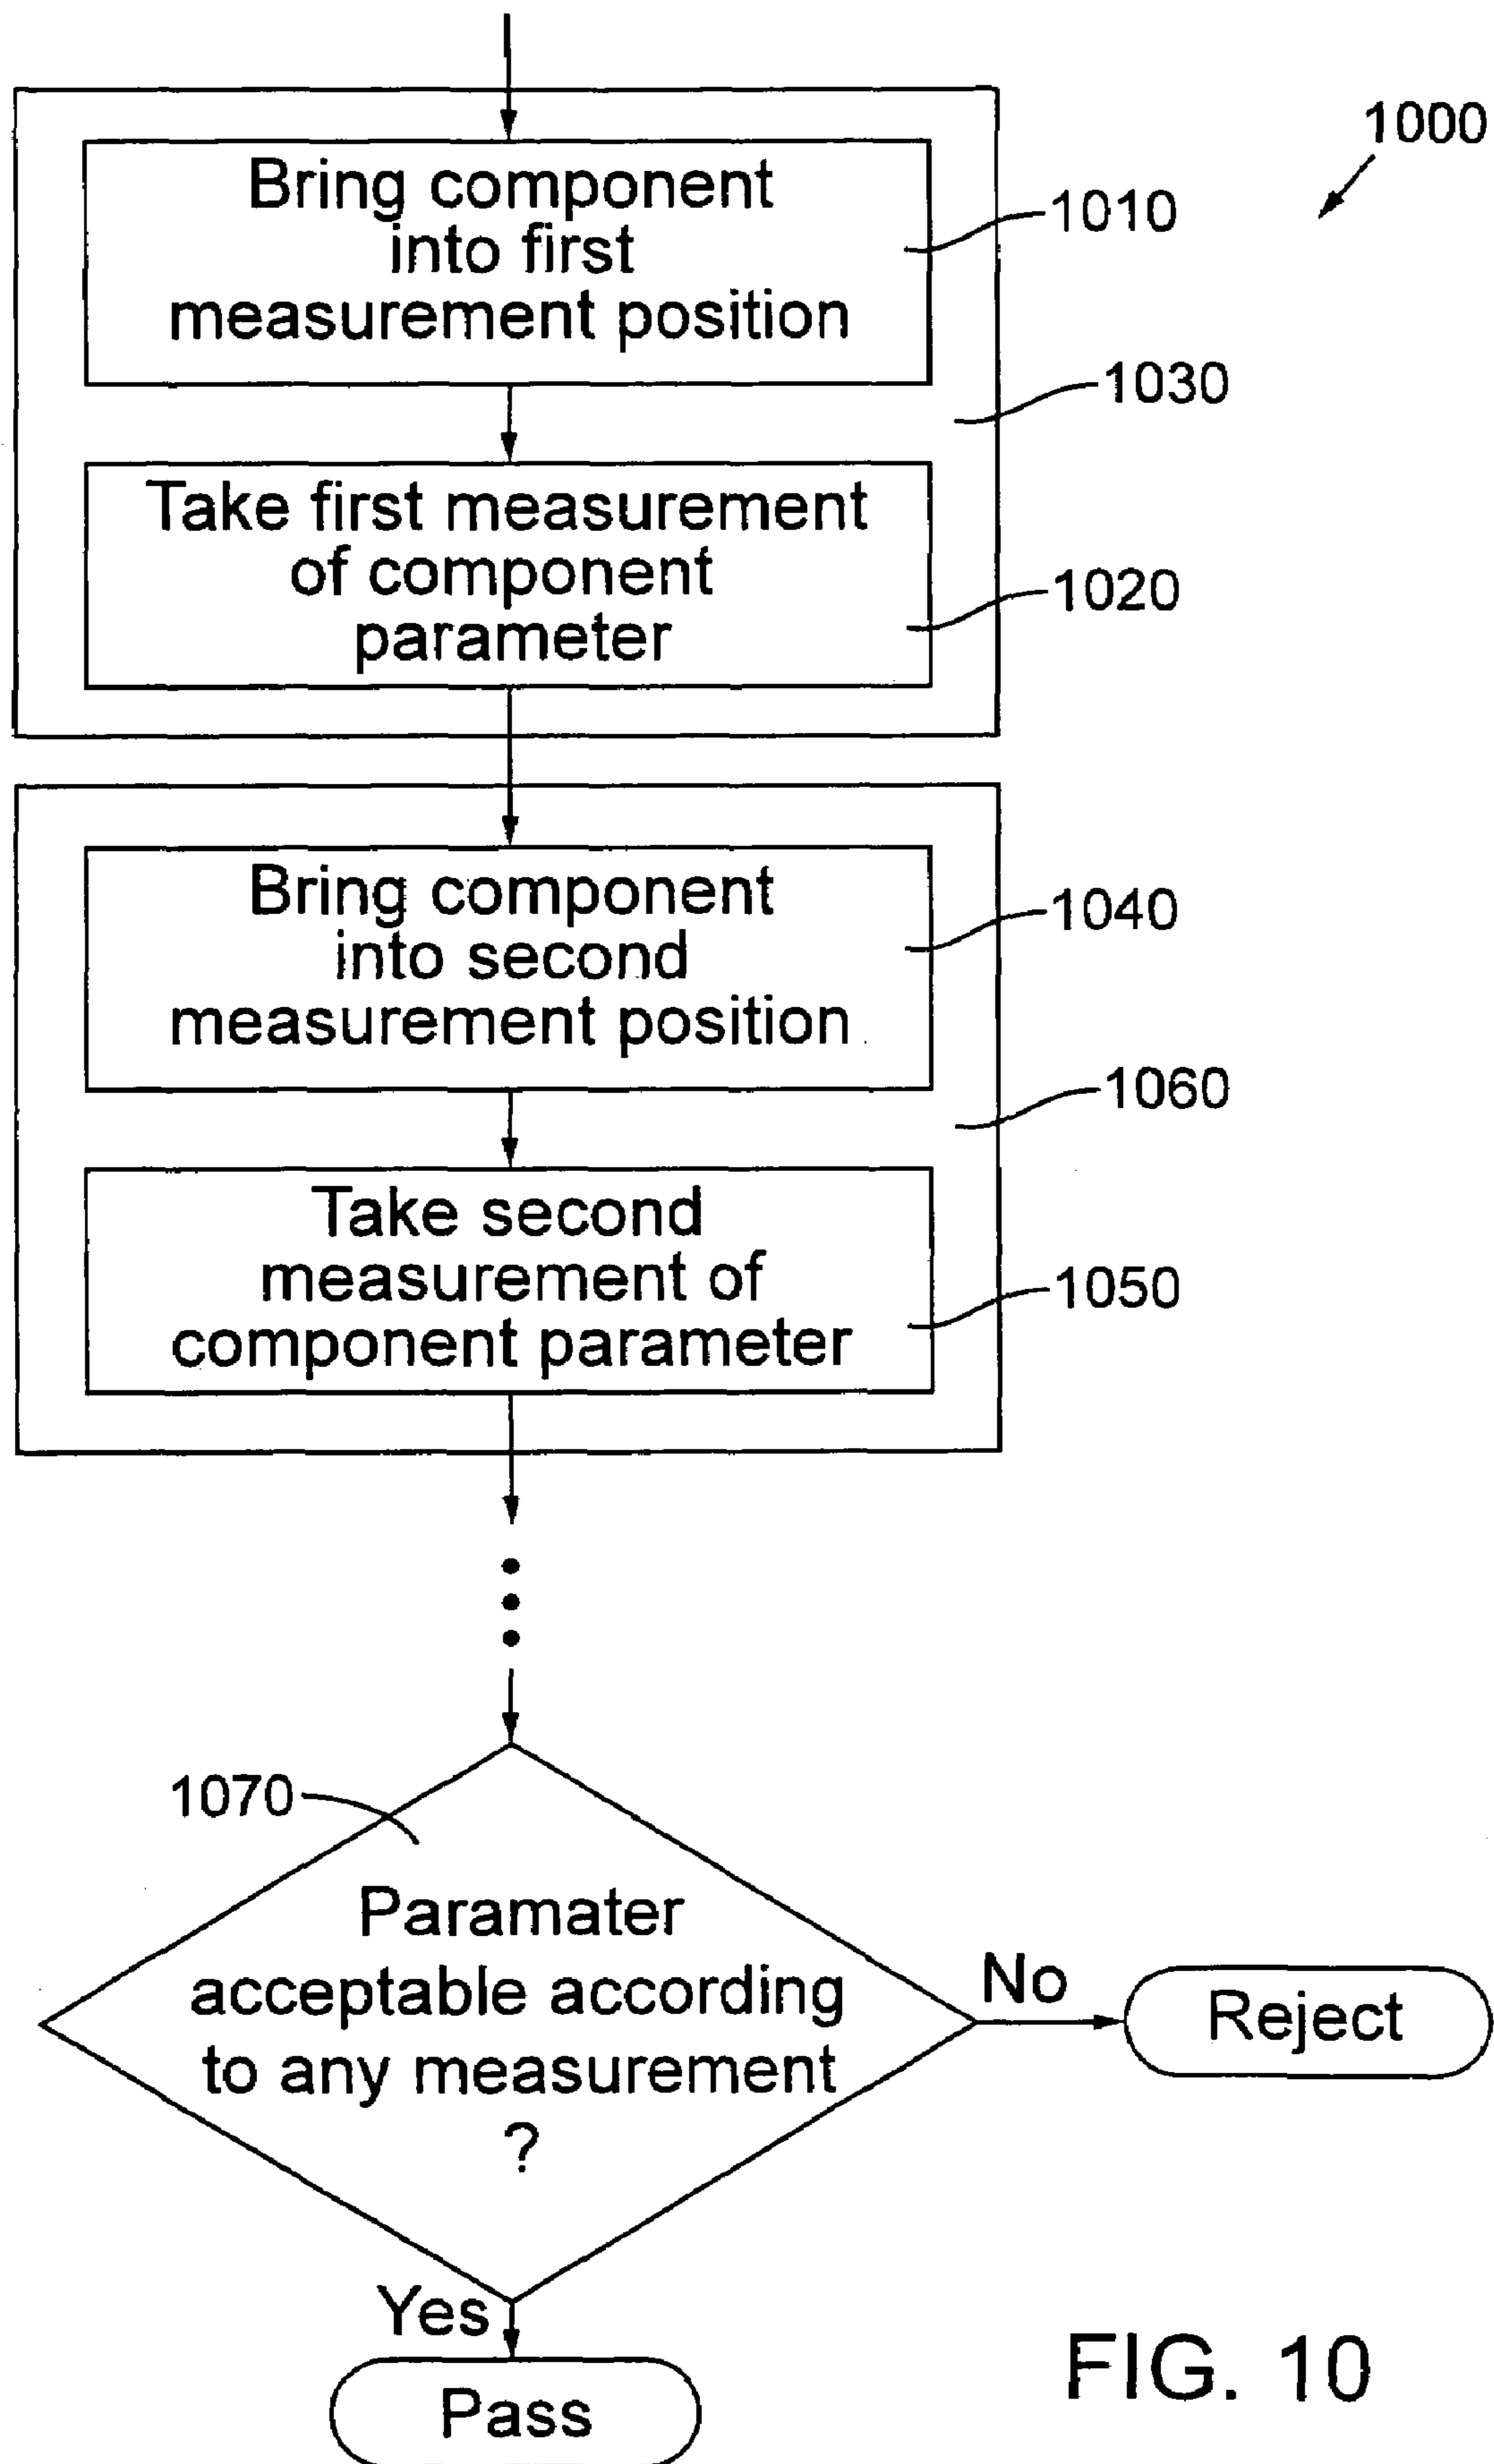 1000
Bring component
into first
measurement position
1010
1030
Take first measurement
of component
parameter
1020
Bring component
into second
measurement position
1040
1060
Take second
measurement of
component parameter
1050
1070
Paramater
acceptable according
to any measurement
?
No
Reject
Yes
Pass
FIG. 10